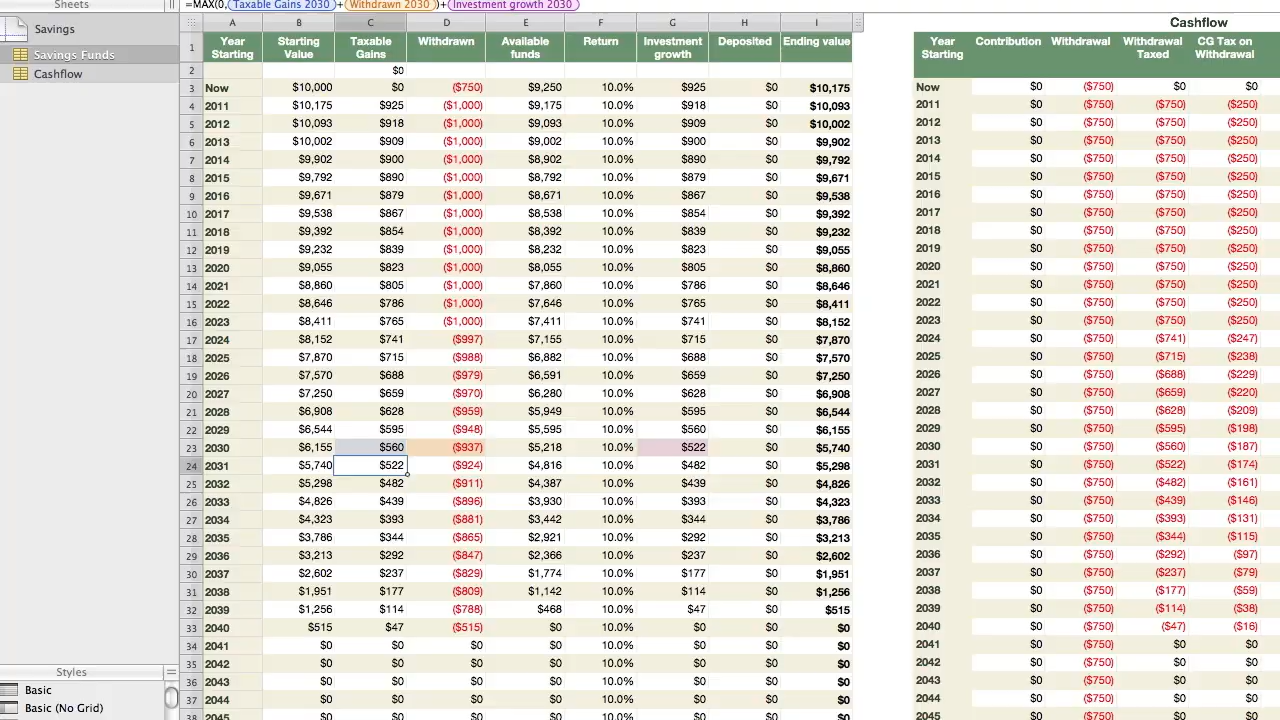 Sheets
Savings
Savings Funds
Cashflow
Styles
Basic
Basic (No Grid)
=MAX(0, Taxable Gains 2030 + Withdrawn 2030 )+ Investment growth 2030
A B C D E F G H I
1 Year Starting Starting Value Taxable Gains Withdrawn Available funds Return Investment growth Deposited Ending value
2 $0
3 Now $10,000 $0 ($750) $9,250 10.0% $925 $0 $10,175
4 2011 $10,175 $925 ($1,000) $9,175 10.0% $918 $0 $10,093
5 2012 $10,093 $918 ($1,000) $9,093 10.0% $909 $0 $10,002
6 2013 $10,002 $909 ($1,000) $9,002 10.0% $900 $0 $9,902
7 2014 $9,902 $900 ($1,000) $8,902 10.0% $890 $0 $9,792
8 2015 $9,792 $890 ($1,000) $8,792 10.0% $879 $0 $9,671
9 2016 $9,671 $879 ($1,000) $8,671 10.0% $867 $0 $9,538
10 2017 $9,538 $867 ($1,000) $8,538 10.0% $854 $0 $9,392
11 2018 $9,392 $854 ($1,000) $8,392 10.0% $839 $0 $9,232
12 2019 $9,232 $839 ($1,000) $8,232 10.0% $823 $0 $9,055
13 2020 $9,055 $823 ($1,000) $8,055 10.0% $805 $0 $8,860
14 2021 $8,860 $805 ($1,000) $7,860 10.0% $786 $0 $8,646
15 2022 $8,646 $786 ($1,000) $7,646 10.0% $765 $0 $8,411
16 2023 $8,411 $765 ($1,000) $7,411 10.0% $741 $0 $8,152
17 2024 $8,152 $741 ($997) $7,155 10.0% $715 $0 $7,870
18 2025 $7,870 $715 ($988) $6,882 10.0% $688 $0 $7,570
19 2026 $7,570 $688 ($979) $6,591 10.0% $659 $0 $7,250
20 2027 $7,250 $659 ($970) $6,280 10.0% $628 $0 $6,908
21 2028 $6,908 $628 ($959) $5,949 10.0% $595 $0 $6,544
22 2029 $6,544 $595 ($948) $5,595 10.0% $560 $0 $6,155
23 2030 $6,155 $560 ($937) $5,218 10.0% $522 $0 $5,740
24 2031 $5,740 $522 ($924) $4,816 10.0% $482 $0 $5,298
25 2032 $5,298 $482 ($911) $4,387 10.0% $439 $0 $4,826
26 2033 $4,826 $439 ($896) $3,930 10.0% $393 $0 $4,323
27 2034 $4,323 $393 ($881) $3,442 10.0% $344 $0 $3,786
28 2035 $3,786 $344 ($865) $2,921 10.0% $292 $0 $3,213
29 2036 $3,213 $292 ($847) $2,366 10.0% $237 $0 $2,602
30 2037 $2,602 $237 ($829) $1,774 10.0% $177 $0 $1,951
31 2038 $1,951 $177 ($809) $1,142 10.0% $114 $0 $1,256
32 2039 $1,256 $114 ($788) $468 10.0% $47 $0 $515
33 2040 $515 $47 ($515) $0 10.0% $0 $0 $0
34 2041 $0 $0 $0 $0 10.0% $0 $0 $0
35 2042 $0 $0 $0 $0 10.0% $0 $0 $0
36 2043 $0 $0 $0 $0 10.0% $0 $0 $0
37 2044 $0 $0 $0 $0 10.0% $0 $0 $0
38 2045 $0 $0 $0 $0 10.0% $0 $0 $0
Cashflow
Year Starting Contribution Withdrawal Withdrawal Taxed CG Tax on Withdrawal
Now $0 ($750) $0 $0
2011 $0 ($750) ($750) ($250)
2012 $0 ($750) ($750) ($250)
2013 $0 ($750) ($750) ($250)
2014 $0 ($750) ($750) ($250)
2015 $0 ($750) ($750) ($250)
2016 $0 ($750) ($750) ($250)
2017 $0 ($750) ($750) ($250)
2018 $0 ($750) ($750) ($250)
2019 $0 ($750) ($750) ($250)
2020 $0 ($750) ($750) ($250)
2021 $0 ($750) ($750) ($250)
2022 $0 ($750) ($750) ($250)
2023 $0 ($750) ($750) ($250)
2024 $0 ($750) ($741) ($247)
2025 $0 ($750) ($715) ($238)
2026 $0 ($750) ($688) ($229)
2027 $0 ($750) ($659) ($220)
2028 $0 ($750) ($628) ($209)
2029 $0 ($750) ($595) ($198)
2030 $0 ($750) ($560) ($187)
2031 $0 ($750) ($522) ($174)
2032 $0 ($750) ($482) ($161)
2033 $0 ($750) ($439) ($146)
2034 $0 ($750) ($393) ($131)
2035 $0 ($750) ($344) ($115)
2036 $0 ($750) ($292) ($97)
2037 $0 ($750) ($237) ($79)
2038 $0 ($750) ($177) ($59)
2039 $0 ($750) ($114) ($38)
2040 $0 ($750) ($47) ($16)
2041 $0 ($750) $0 $0
2042 $0 ($750) $0 $0
2043 $0 ($750) $0 $0
2044 $0 ($750) $0 $0
2045 $0 ($750) $0 $0